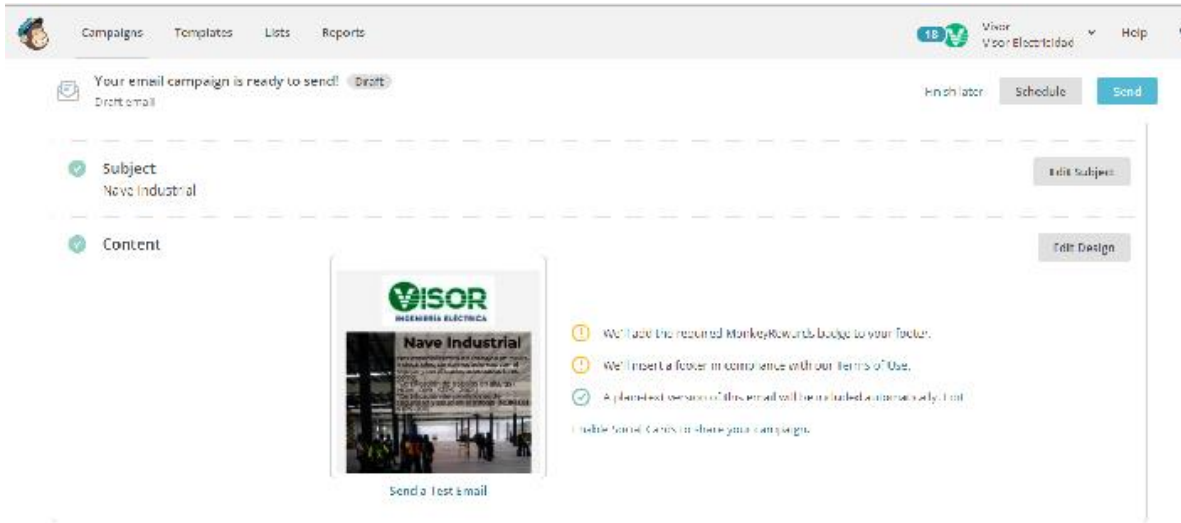 Campaigns Templates Lists Reports
18 Visor Help
Visor Electricidad
Your email campaign is ready to send! Draft
Draft email
Finish later Schedule Send
Subject
Nave Industrial
Edit Subject
Content
Edit Design
VISOR
INGENIERÍA ELÉCTRICA
Nave Industrial
We'll add the required MonkeyRewards badge to your footer.
We'll insert a footer in compliance with our Terms of Use.
A plain-text version of this email will be included automatically. Edit
Enable Social Cards to share your campaign.
Send a Test Email